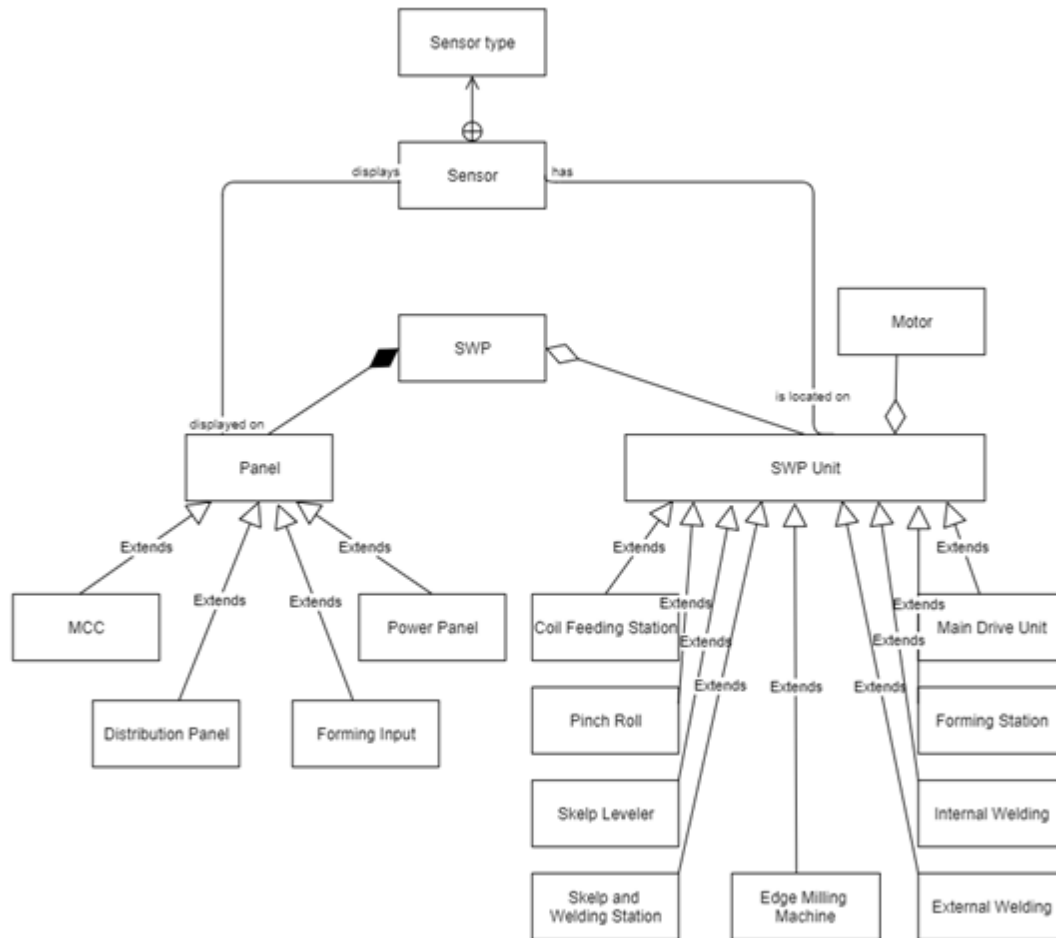 Sensor type
displays
Sensor
has
Motor
SWP
is located on
displayed on
Panel
SWP Unit
Extends
Extends
Extends
Extends
Extends
Extends
MCC
Power Panel
Coil Feeding Station
Extends
Extends
Main Drive Unit
Extends
Extends
Extends
Extends
Extends
Distribution Panel
Forming Input
Pinch Roll
Forming Station
Skelp Leveler
Internal Welding
Skelp and
Welding Station
Edge Milling
Machine
External Welding